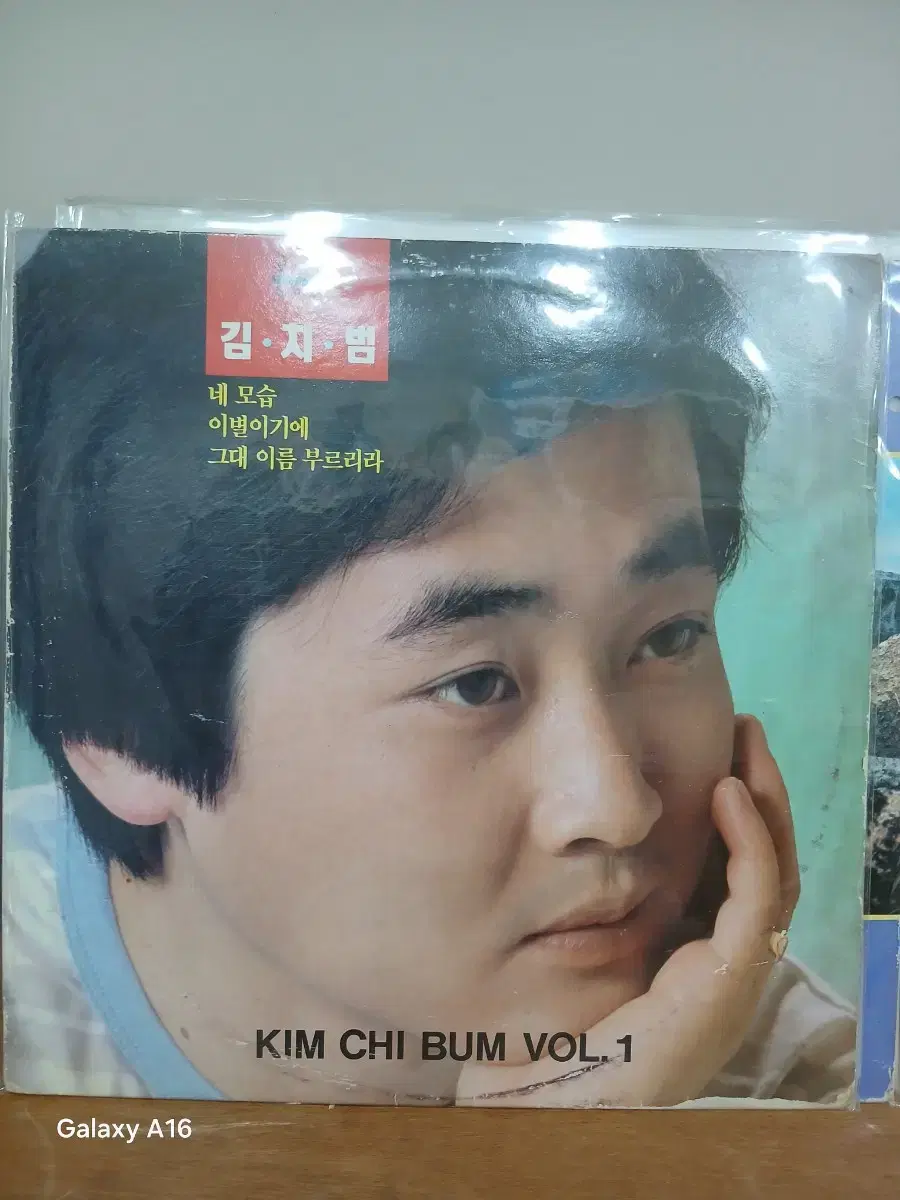 김·치·범
네 모습
이별이기에
그대 이름 부르리라
KIM CHI BUM VOL.1
Galaxy A16